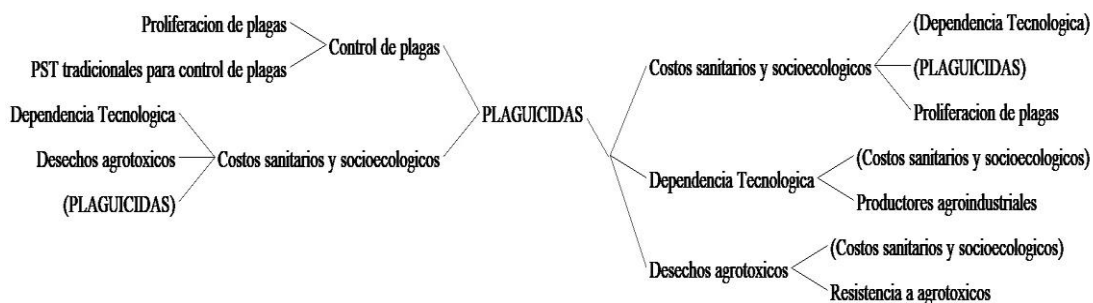 Proliferacion de plagas
PST tradicionales para control de plagas
Control de plagas
Dependencia Tecnologica
Desechos agrotoxicos
(PLAGUICIDAS)
Costos sanitarios y socioecologicos
PLAGUICIDAS
Costos sanitarios y socioecologicos
(Dependencia Tecnologica)
(PLAGUICIDAS)
Proliferacion de plagas
Dependencia Tecnologica
(Costos sanitarios y socioecologicos)
Productores agroindustriales
Desechos agrotoxicos
(Costos sanitarios y socioecologicos)
Resistencia a agrotoxicos